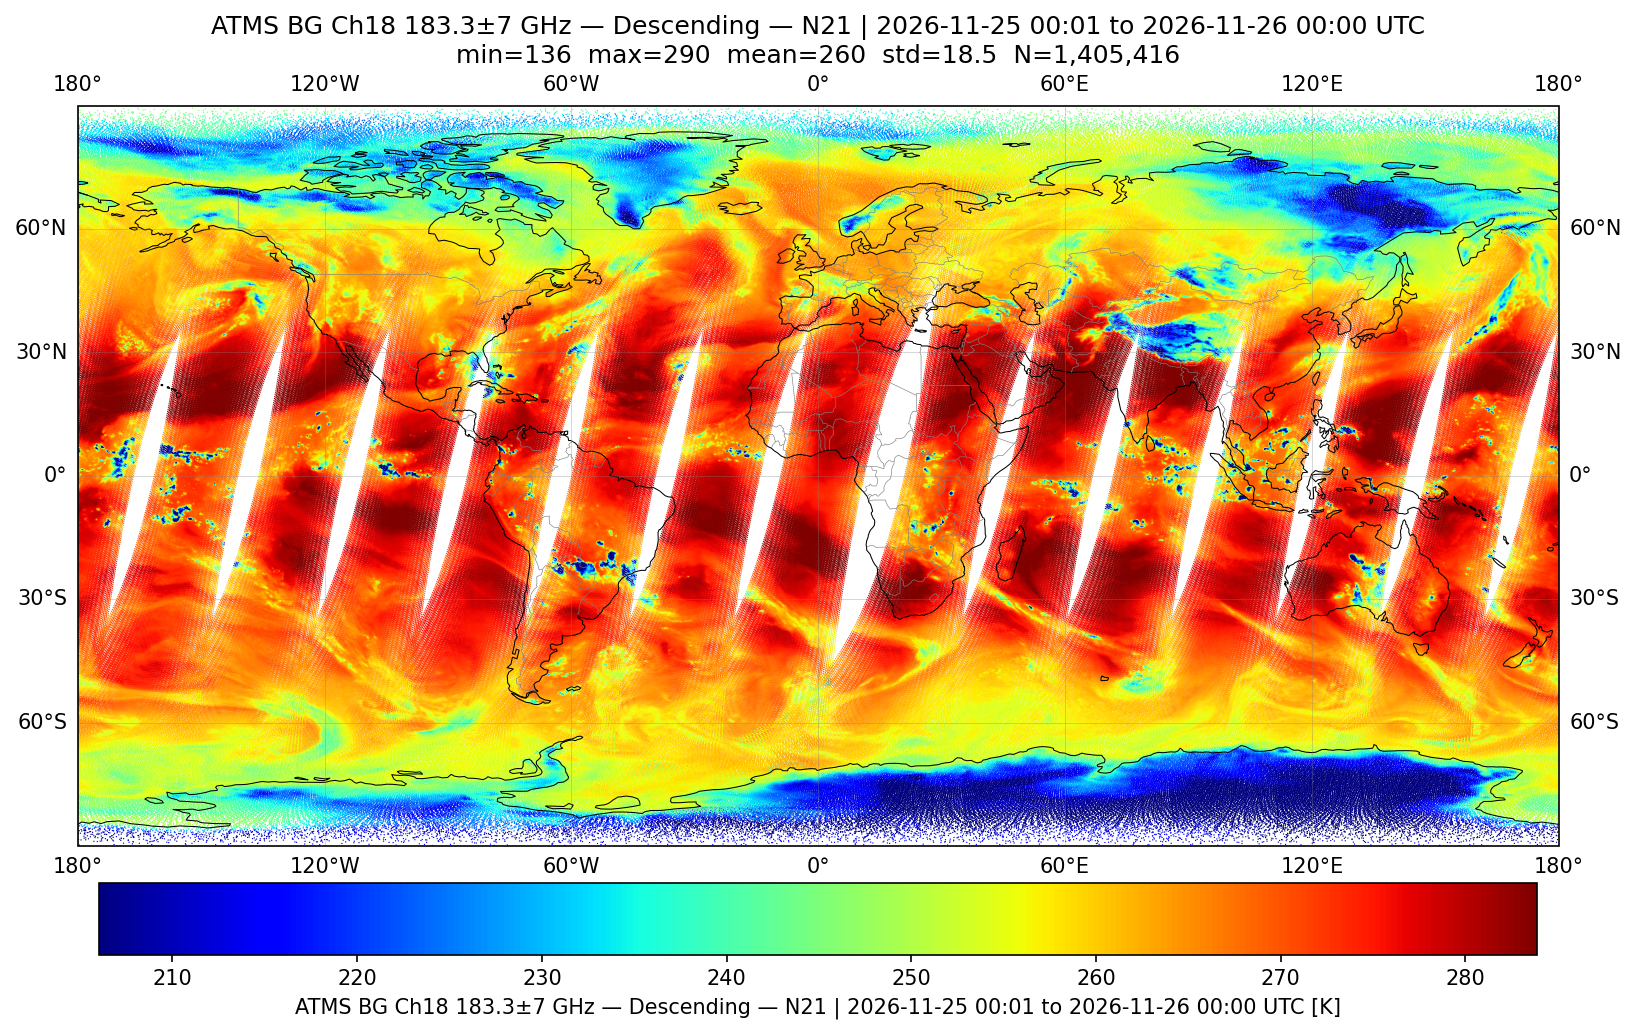 ATMS BG Ch18 183.3±7 GHz — Descending — N21 | 2026-11-25 00:01 to 2026-11-26 00:00 UTC
min=136  max=290  mean=260  std=18.5  N=1,405,416
180° 120°W 60°W 0° 60°E 120°E 180°
60°N 60°N
30°N 30°N
0° 0°
30°S 30°S
60°S 60°S
180° 120°W 60°W 0° 60°E 120°E 180°
210 220 230 240 250 260 270 280
ATMS BG Ch18 183.3±7 GHz — Descending — N21 | 2026-11-25 00:01 to 2026-11-26 00:00 UTC [K]